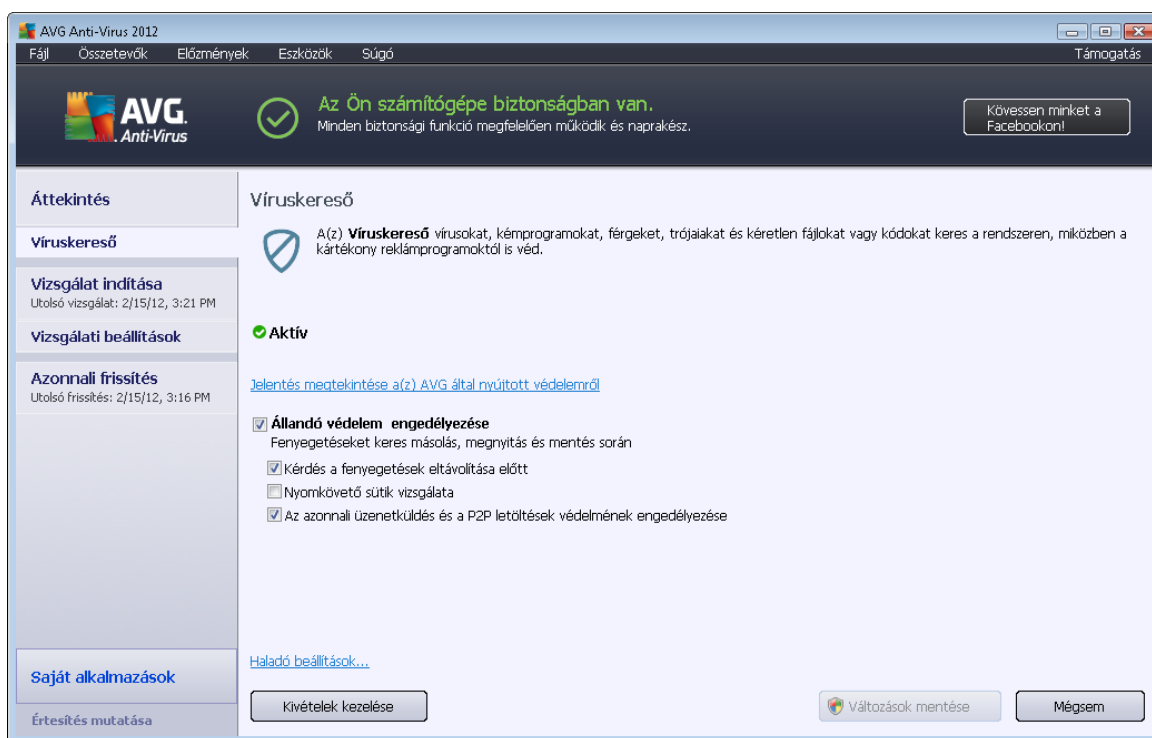 AVG Anti-Virus 2012
Fájl Összetevők Előzmények Eszközök Súgó Támogatás
AVG.
Anti-Virus
Az Ön számítógépe biztonságban van.
Minden biztonsági funkció megfelelően működik és naprakész.
Kövessen minket a
Facebookon!
Áttekintés
Víruskereső
Vizsgálat indítása
Utolsó vizsgálat: 2/15/12, 3:21 PM
Vizsgálati beállítások
Azonnali frissítés
Utolsó frissítés: 2/15/12, 3:16 PM
Saját alkalmazások
Értesítés mutatása
Víruskereső
A(z) Víruskereső vírusokat, kémprogramokat, férgeket, trójaiakat és kéretlen fájlokat vagy kódokat keres a rendszeren, miközben a
kártékony reklámprogramoktól is véd.
Aktív
Jelentés megtekintése a(z) AVG által nyújtott védelemről
Állandó védelem engedélyezése
Fenyegetéseket keres másolás, megnyitás és mentés során
Kérdés a fenyegetések eltávolítása előtt
Nyomkövető sütik vizsgálata
Az azonnali üzenetküldés és a P2P letöltések védelmének engedélyezése
Haladó beállítások...
Kivételek kezelése
Változások mentése
Mégsem